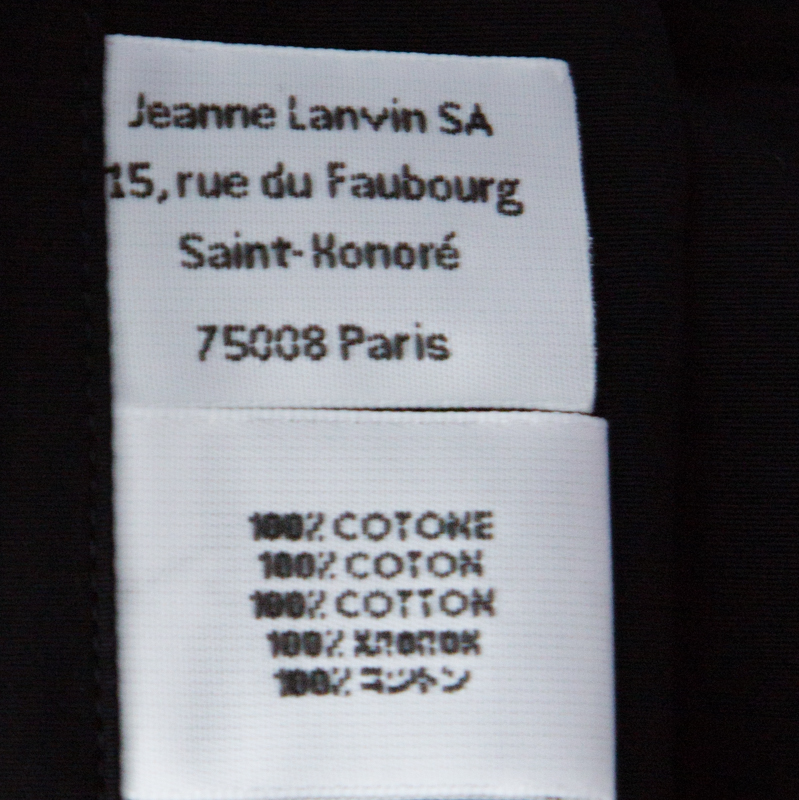 Jeanne Lanvin SA
15, rue du Faubourg
Saint-Honoré
75008 Paris
100% COTONE
100% COTON
100% COTTON
100% ХЛОПОК
100% コットン